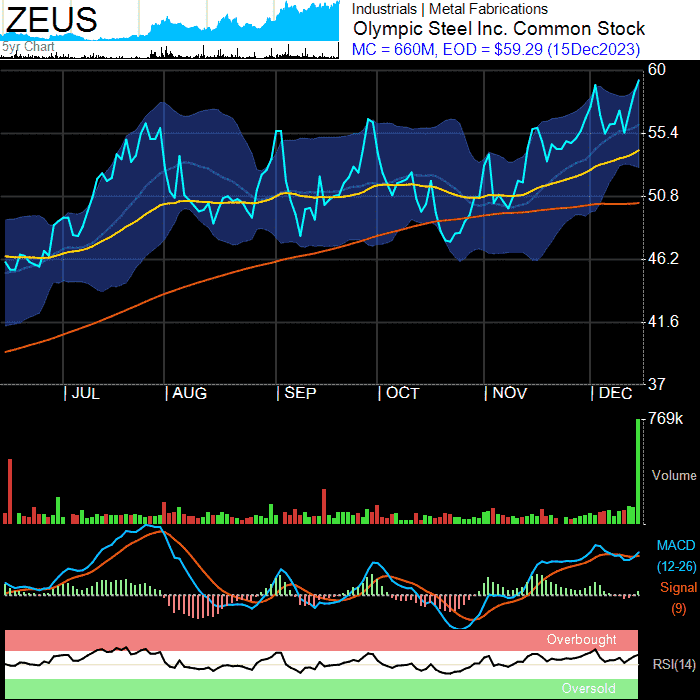 ZEUS
5yr Chart
Industrials | Metal Fabrications
Olympic Steel Inc. Common Stock
MC = 660M, EOD = $59.29 (15Dec2023)
60
55.4
50.8
46.2
41.6
37
| JUL | AUG | SEP | OCT | NOV | DEC
769k
Volume
MACD
(12-26)
Signal
(9)
Overbought
RSI(14)
Oversold